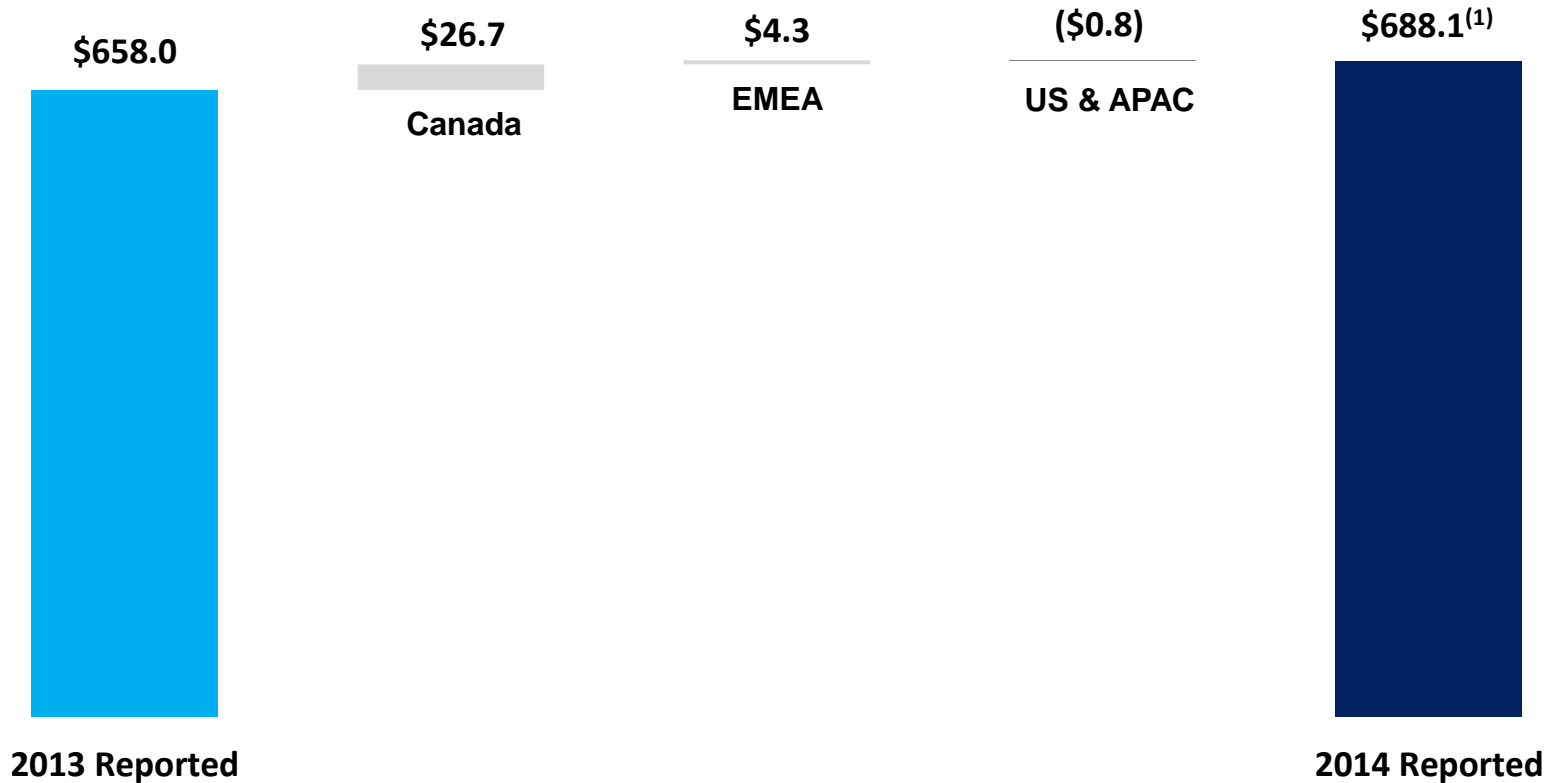 $658.0
$26.7
$4.3
($0.8)
$688.1(1)
Canada
EMEA
US & APAC
2013 Reported
2014 Reported